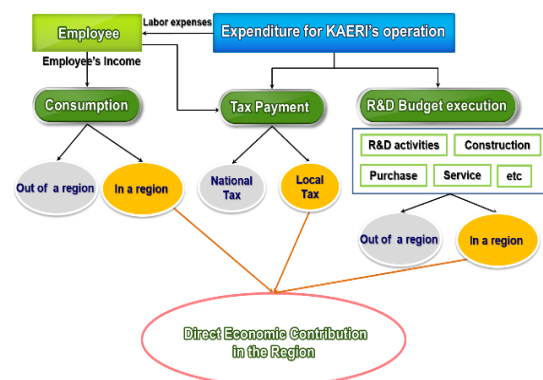 Labor expenses
Employee
Expenditure for KAERI's operation
Employee's Income
Consumption
Tax Payment
R&D Budget execution
R&D activities
Construction
Purchase
Service
etc
Out of a region
In a region
National
Tax
Local
Tax
Out of a region
In a region
Direct Economic Contribution
in the Region